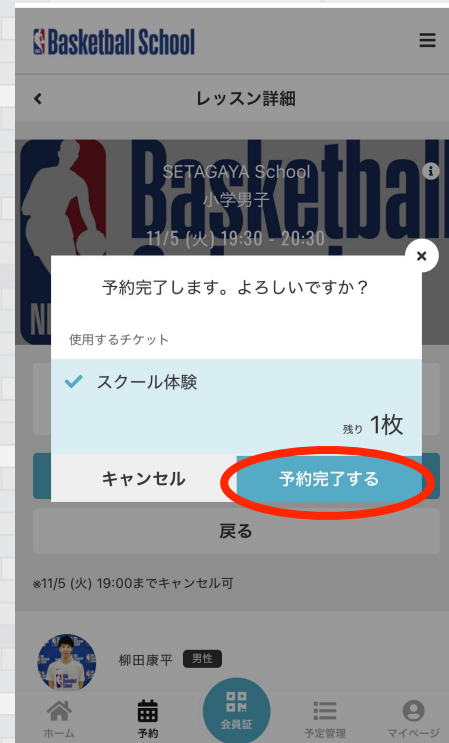 Basketball School
レッスン詳細
Basketball
SETAGAYA School
小学男子
11/5 (火) 19:30 - 20:30
予約完了します。よろしいですか？
使用するチケット
スクール体験
残り 1枚
キャンセル
予約完了する
戻る
※11/5 (火) 19:00までキャンセル可
柳田康平 男性
ホーム
予約
会員証
予定管理
マイページ